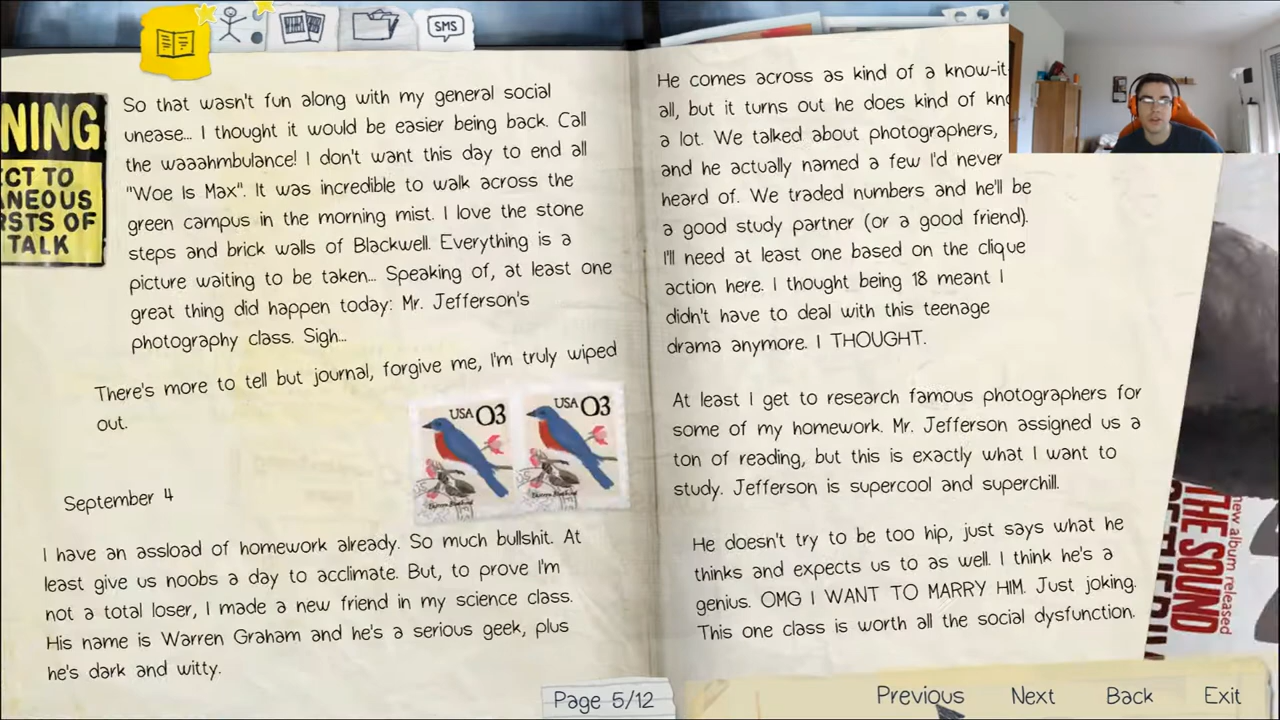 SMS
NING
CT TO
ANEOUS
RSTS OF
TALK
So that wasn't fun along with my general social
unease... I thought it would be easier being back. Call
the waaahmbulance! I don't want this day to end all
"Woe Is Max". It was incredible to walk across the
green campus in the morning mist. I love the stone
steps and brick walls of Blackwell. Everything is a
picture waiting to be taken... Speaking of, at least one
great thing did happen today: Mr. Jefferson's
photography class. Sigh...
There's more to tell but journal, forgive me, I'm truly wiped
out.
USA 03
USA 03
September 4
I have an assload of homework already. So much bullshit. At
least give us noobs a day to acclimate. But, to prove I'm
not a total loser, I made a new friend in my science class.
His name is Warren Graham and he's a serious geek, plus
he's dark and witty.
He comes across as kind of a know-it-
all, but it turns out he does kind of kno
a lot. We talked about photographers,
and he actually named a few I'd never
heard of. We traded numbers and he'll be
a good study partner (or a good friend).
I'll need at least one based on the clique
action here. I thought being 18 meant I
didn't have to deal with this teenage
drama anymore. I THOUGHT.
At least I get to research famous photographers for
some of my homework. Mr. Jefferson assigned us a
ton of reading, but this is exactly what I want to
study. Jefferson is supercool and superchill.
He doesn't try to be too hip, just says what he
thinks and expects us to as well. I think he's a
genius. OMG I WANT TO MARRY HIM. Just joking.
This one class is worth all the social dysfunction.
new album released
THE SOUND
Page 5/12
Previous
Next
Back
Exit